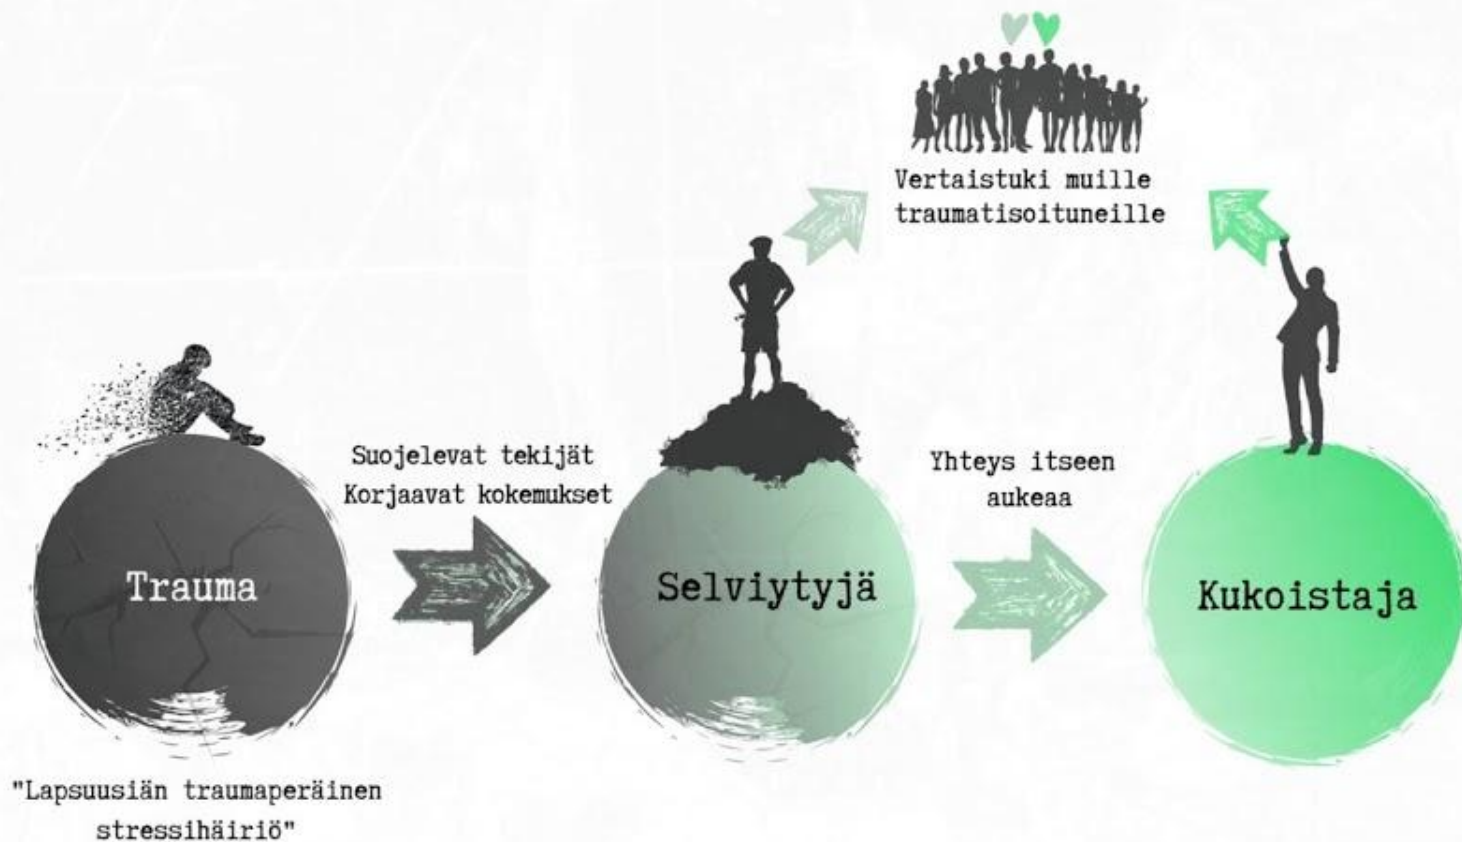 Vertaistuki muille
traumatisoituneille
Suojelevat tekijät
Korjaavat kokemukset
Yhteys itseen
aukeaa
Trauma
Selviytyjä
Kukoistaja
"Lapsuusiän traumaperäinen
stressihäiriö"